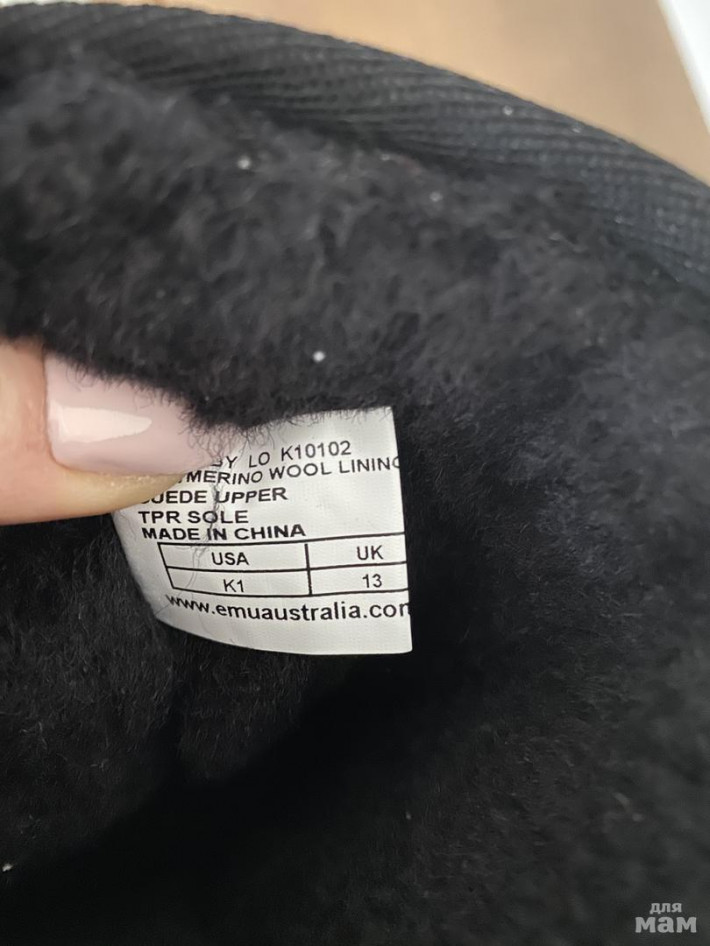 LO K10102
MERINO WOOL LINING
SUEDE UPPER
TPR SOLE
MADE IN CHINA
USA UK
K1 13
www.emuaustralia.com
для
мам